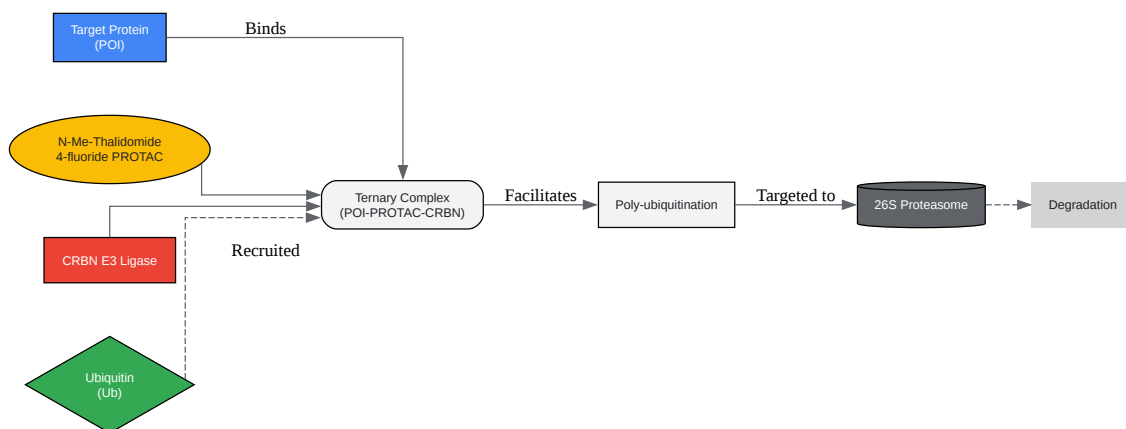 Target Protein
(POI)
Binds
N-Me-Thalidomide
4-fluoride PROTAC
Ternary Complex
(POI-PROTAC-CRBN)
Facilitates
Poly-ubiquitination
Targeted to
26S Proteasome
Degradation
Recruited
CRBN E3 Ligase
Ubiquitin
(Ub)